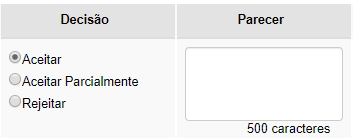 Decisão Parecer
Aceitar
Aceitar Parcialmente
Rejeitar
500 caracteres